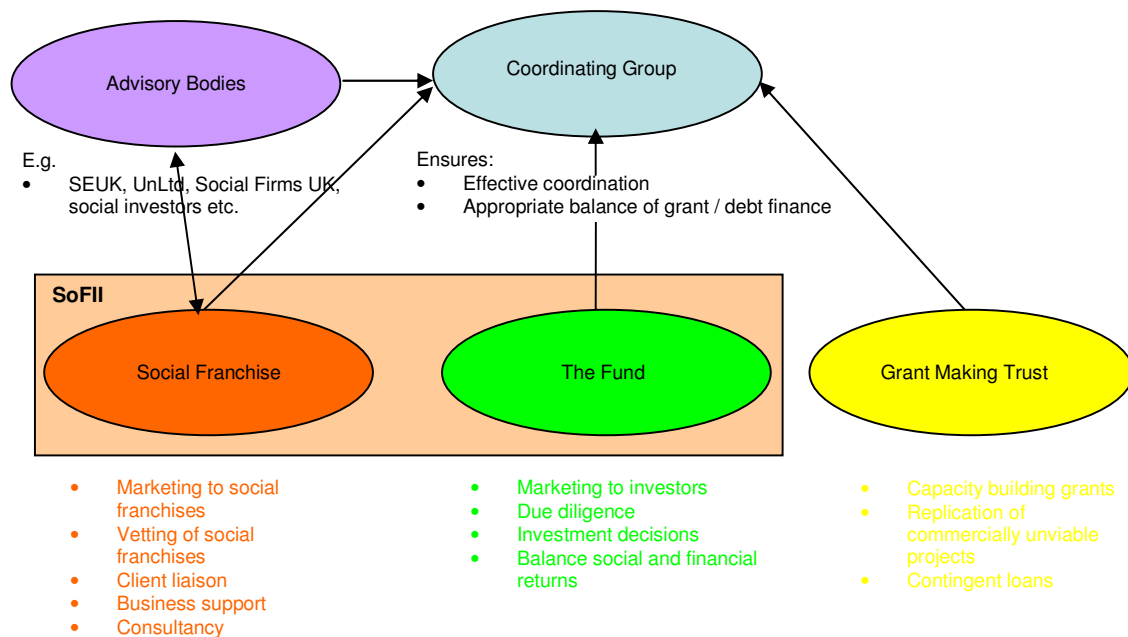 Advisory Bodies
Coordinating Group
E.g.
• SEUK, UnLtd, Social Firms UK,
social investors etc.
Ensures:
• Effective coordination
• Appropriate balance of grant / debt finance
SoFII
Social Franchise
The Fund
Grant Making Trust
• Marketing to social
franchises
• Vetting of social
franchises
• Client liaison
• Business support
• Consultancy
• Marketing to investors
• Due diligence
• Investment decisions
• Balance social and financial
returns
• Capacity building grants
• Replication of
commercially unviable
projects
• Contingent loans